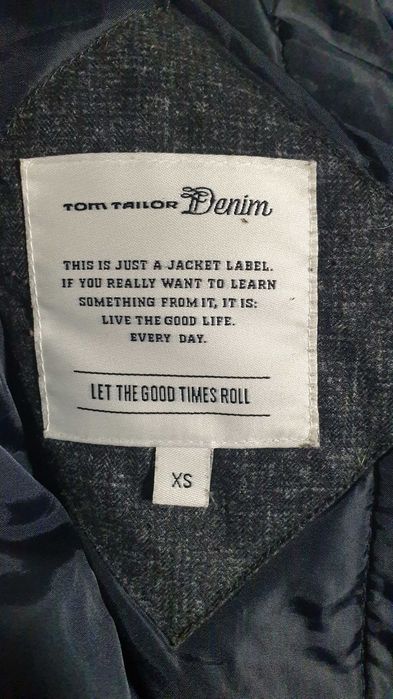 TOM TAILOR Denim
THIS IS JUST A JACKET LABEL.
IF YOU REALLY WANT TO LEARN
SOMETHING FROM IT, IT IS:
LIVE THE GOOD LIFE.
EVERY DAY.
LET THE GOOD TIMES ROLL
XS